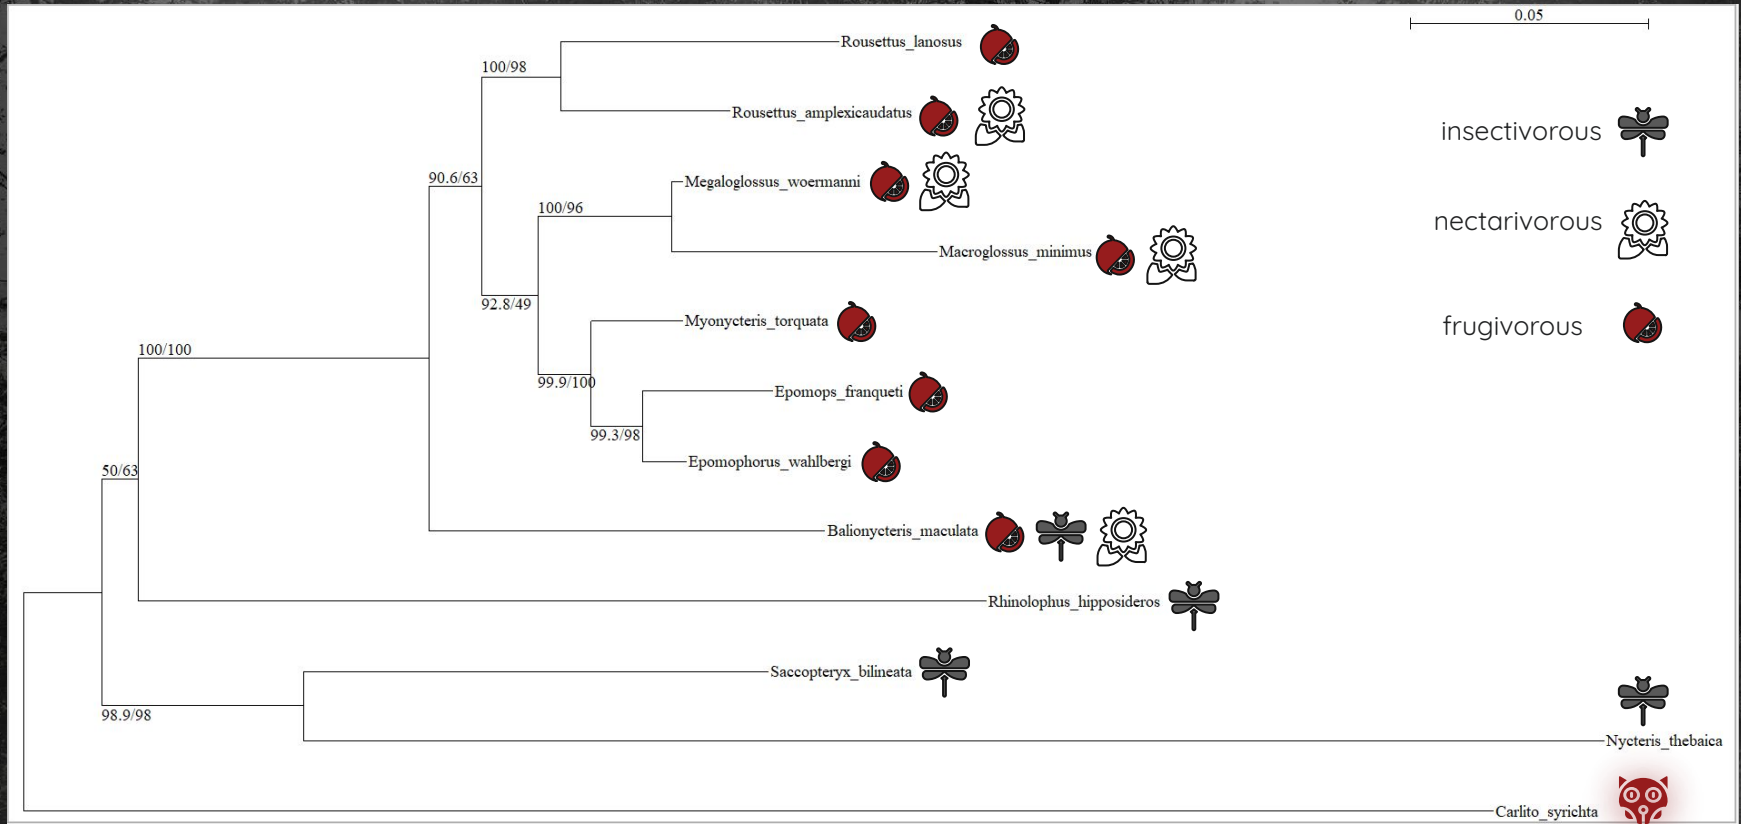 0.05
Rousettus_lanosus
100/98
Rousettus_amplexicaudatus
insectivorous
90.6/63
Megaloglossus_woermanni
100/96
nectarivorous
Macroglossus_minimus
92.8/49
Myonycteris_torquata
frugivorous
100/100
99.9/100
Epomops_franqueti
99.3/98
Epomophorus_wahlbergi
50/63
Balionycteris_maculata
Rhinolophus_hipposideros
Saccopteryx_bilineata
98.9/98
Nycteris_thebaica
Carlito_syrichta